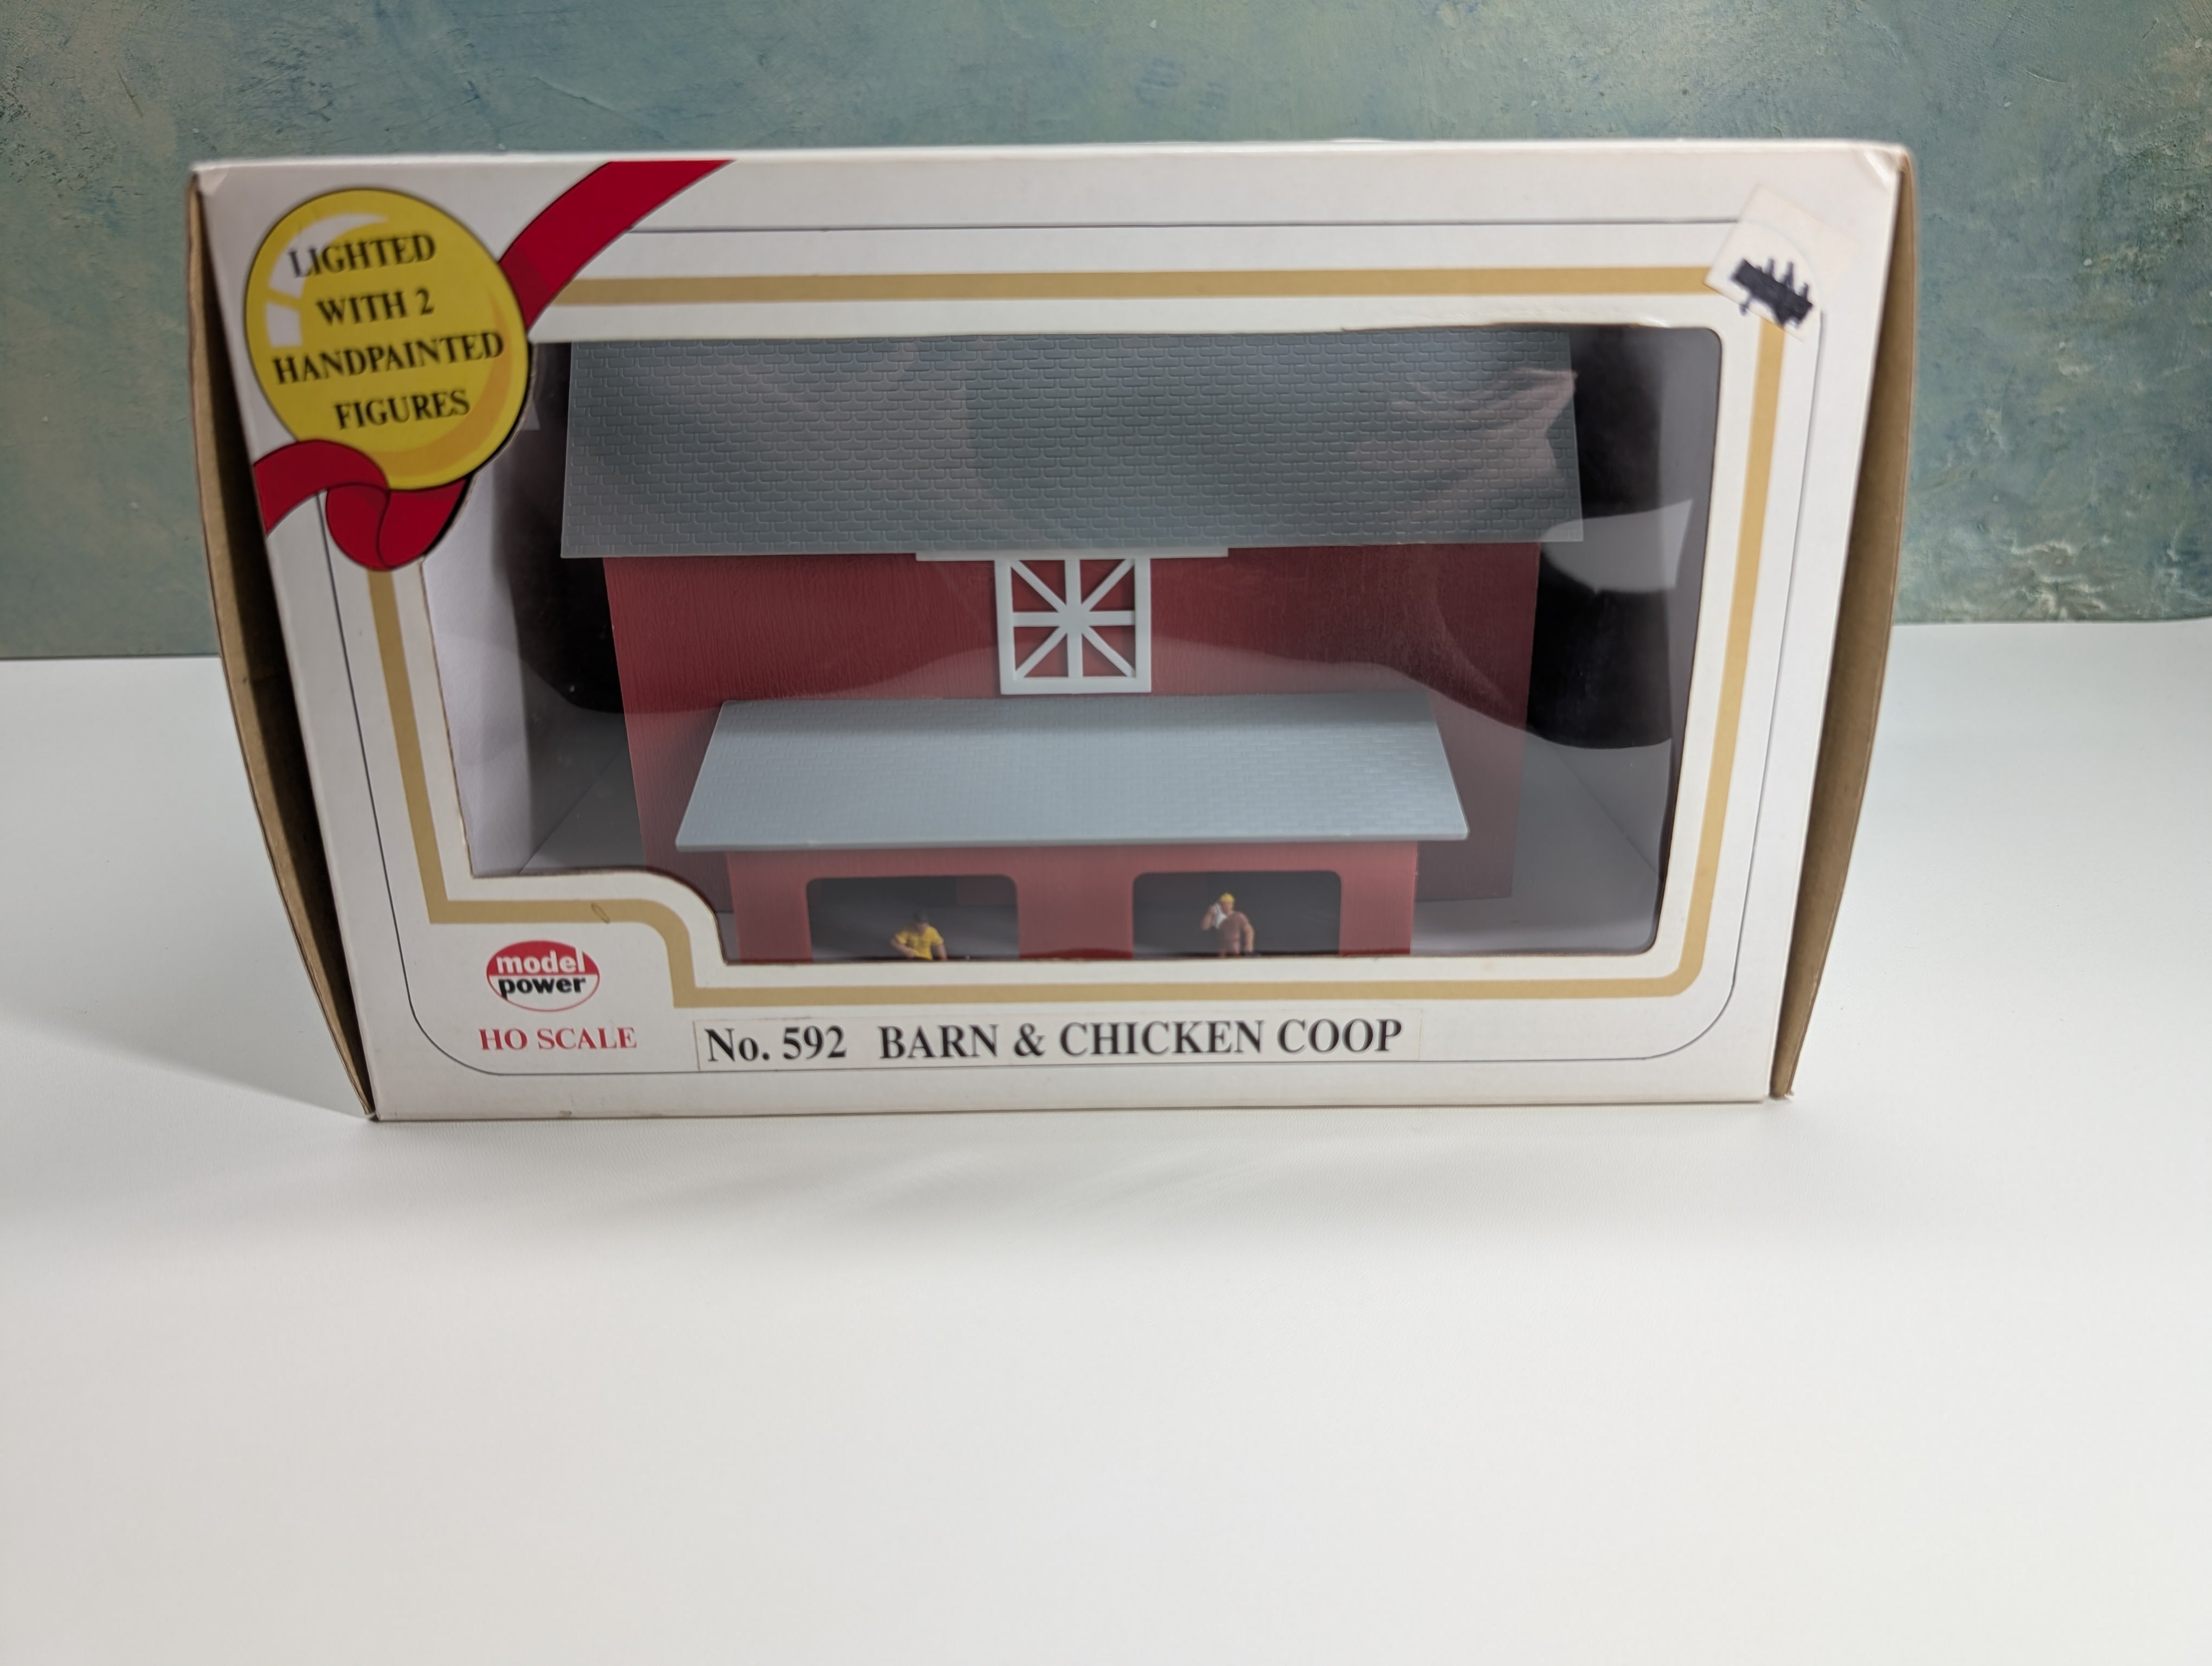 LIGHTED
WITH 2
HANDPAINTED
FIGURES
model
power
HO SCALE
No. 592 BARN & CHICKEN COOP